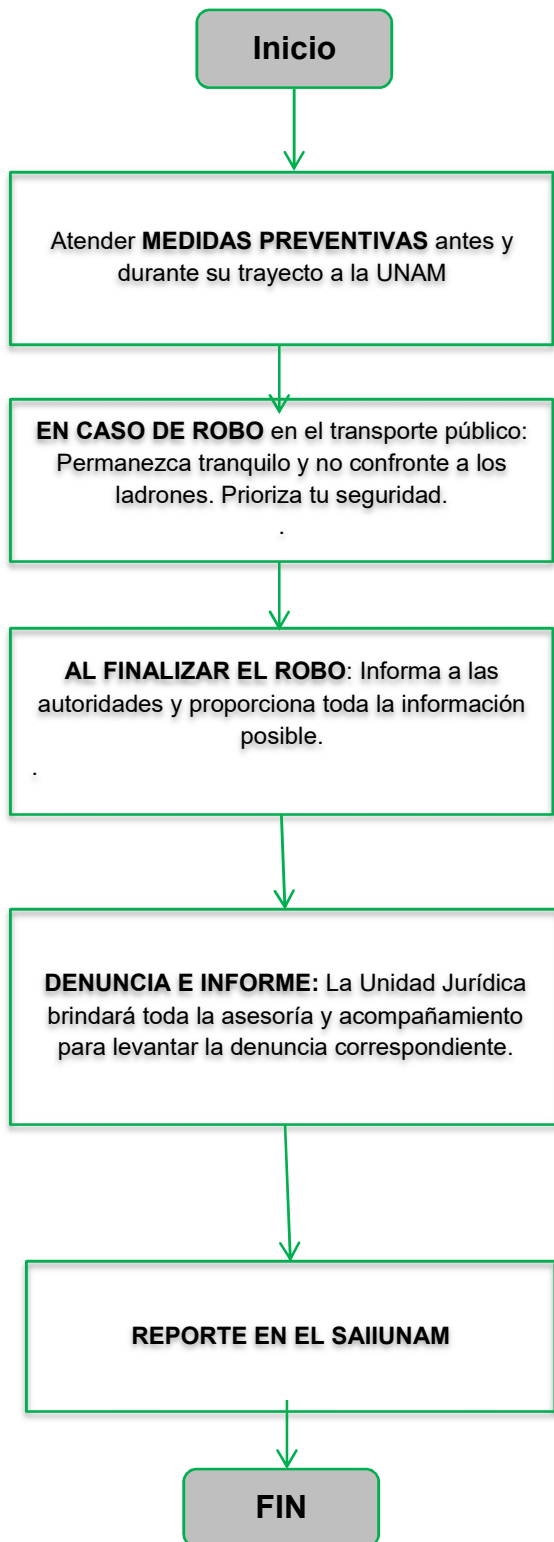 Inicio
Atender MEDIDAS PREVENTIVAS antes y
durante su trayecto a la UNAM
EN CASO DE ROBO en el transporte público:
Permanezca tranquilo y no confronte a los
ladrones. Prioriza tu seguridad.
.
AL FINALIZAR EL ROBO: Informa a las
autoridades y proporciona toda la información
posible.
.
DENUNCIA E INFORME: La Unidad Jurídica
brindará toda la asesoría y acompañamiento
para levantar la denuncia correspondiente.
REPORTE EN EL SAIIUNAM
FIN